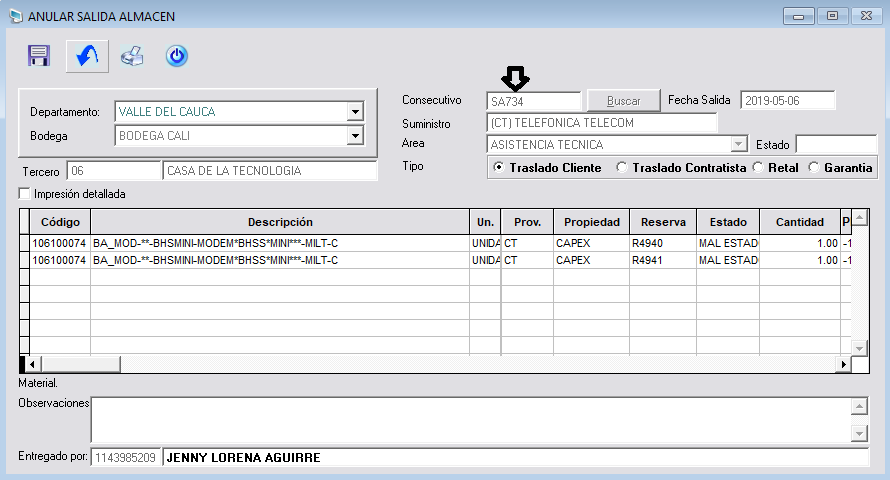 ANULAR SALIDA ALMACEN
Departamento: VALLE DEL CAUCA
Bodega BODEGA CALI
Consecutivo SA734 Buscar Fecha Salida 2019-05-06
Suministro (CT) TELEFONICA TELECOM
Area ASISTENCIA TECNICA Estado
Tipo Traslado Cliente Traslado Contratista Retal Garantia
Tercero 06 CASA DE LA TECNOLOGIA
Impresión detallada
Código Descripción Un. Prov. Propiedad Reserva Estado Cantidad P
106100074 BA_MOD-**-BHSMINI-MODEM*BHSS*MINI***-MILT-C UNIDA CT CAPEX R4940 MAL ESTAD 1.00 -1
106100074 BA_MOD-**-BHSMINI-MODEM*BHSS*MINI***-MILT-C UNIDA CT CAPEX R4941 MAL ESTAD 1.00 -1
Material.
Observaciones
Entregado por: 1143985209 JENNY LORENA AGUIRRE